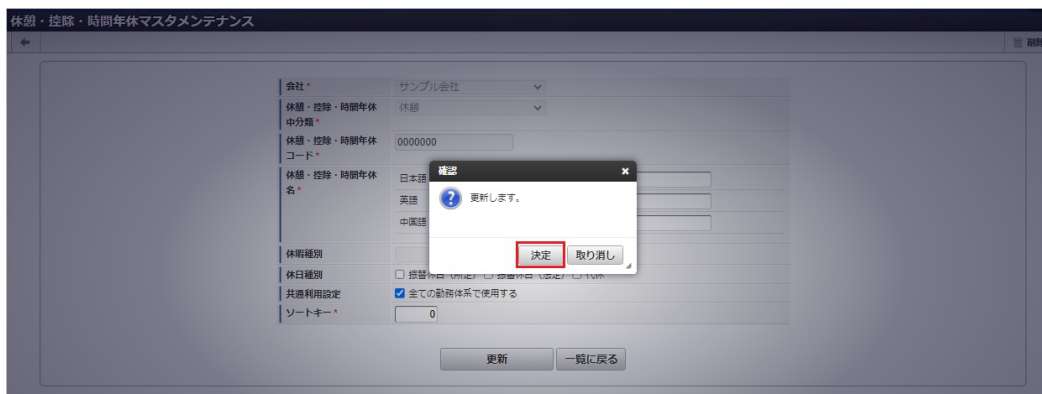 休憩・控除・時間年休マスタメンテナンス
削除
会社*
サンプル会社
休憩・控除・時間年休
中分類*
休憩
休憩・控除・時間年休
コード*
0000000
休憩・控除・時間年休
名*
日本語
英語
中国語
確認
更新します。
決定
取り消し
休暇種別
休日種別
振替休日（所定） 振替休日（法定） 代休
共通利用設定
全ての勤務体系で使用する
ソートキー*
0
更新
一覧に戻る